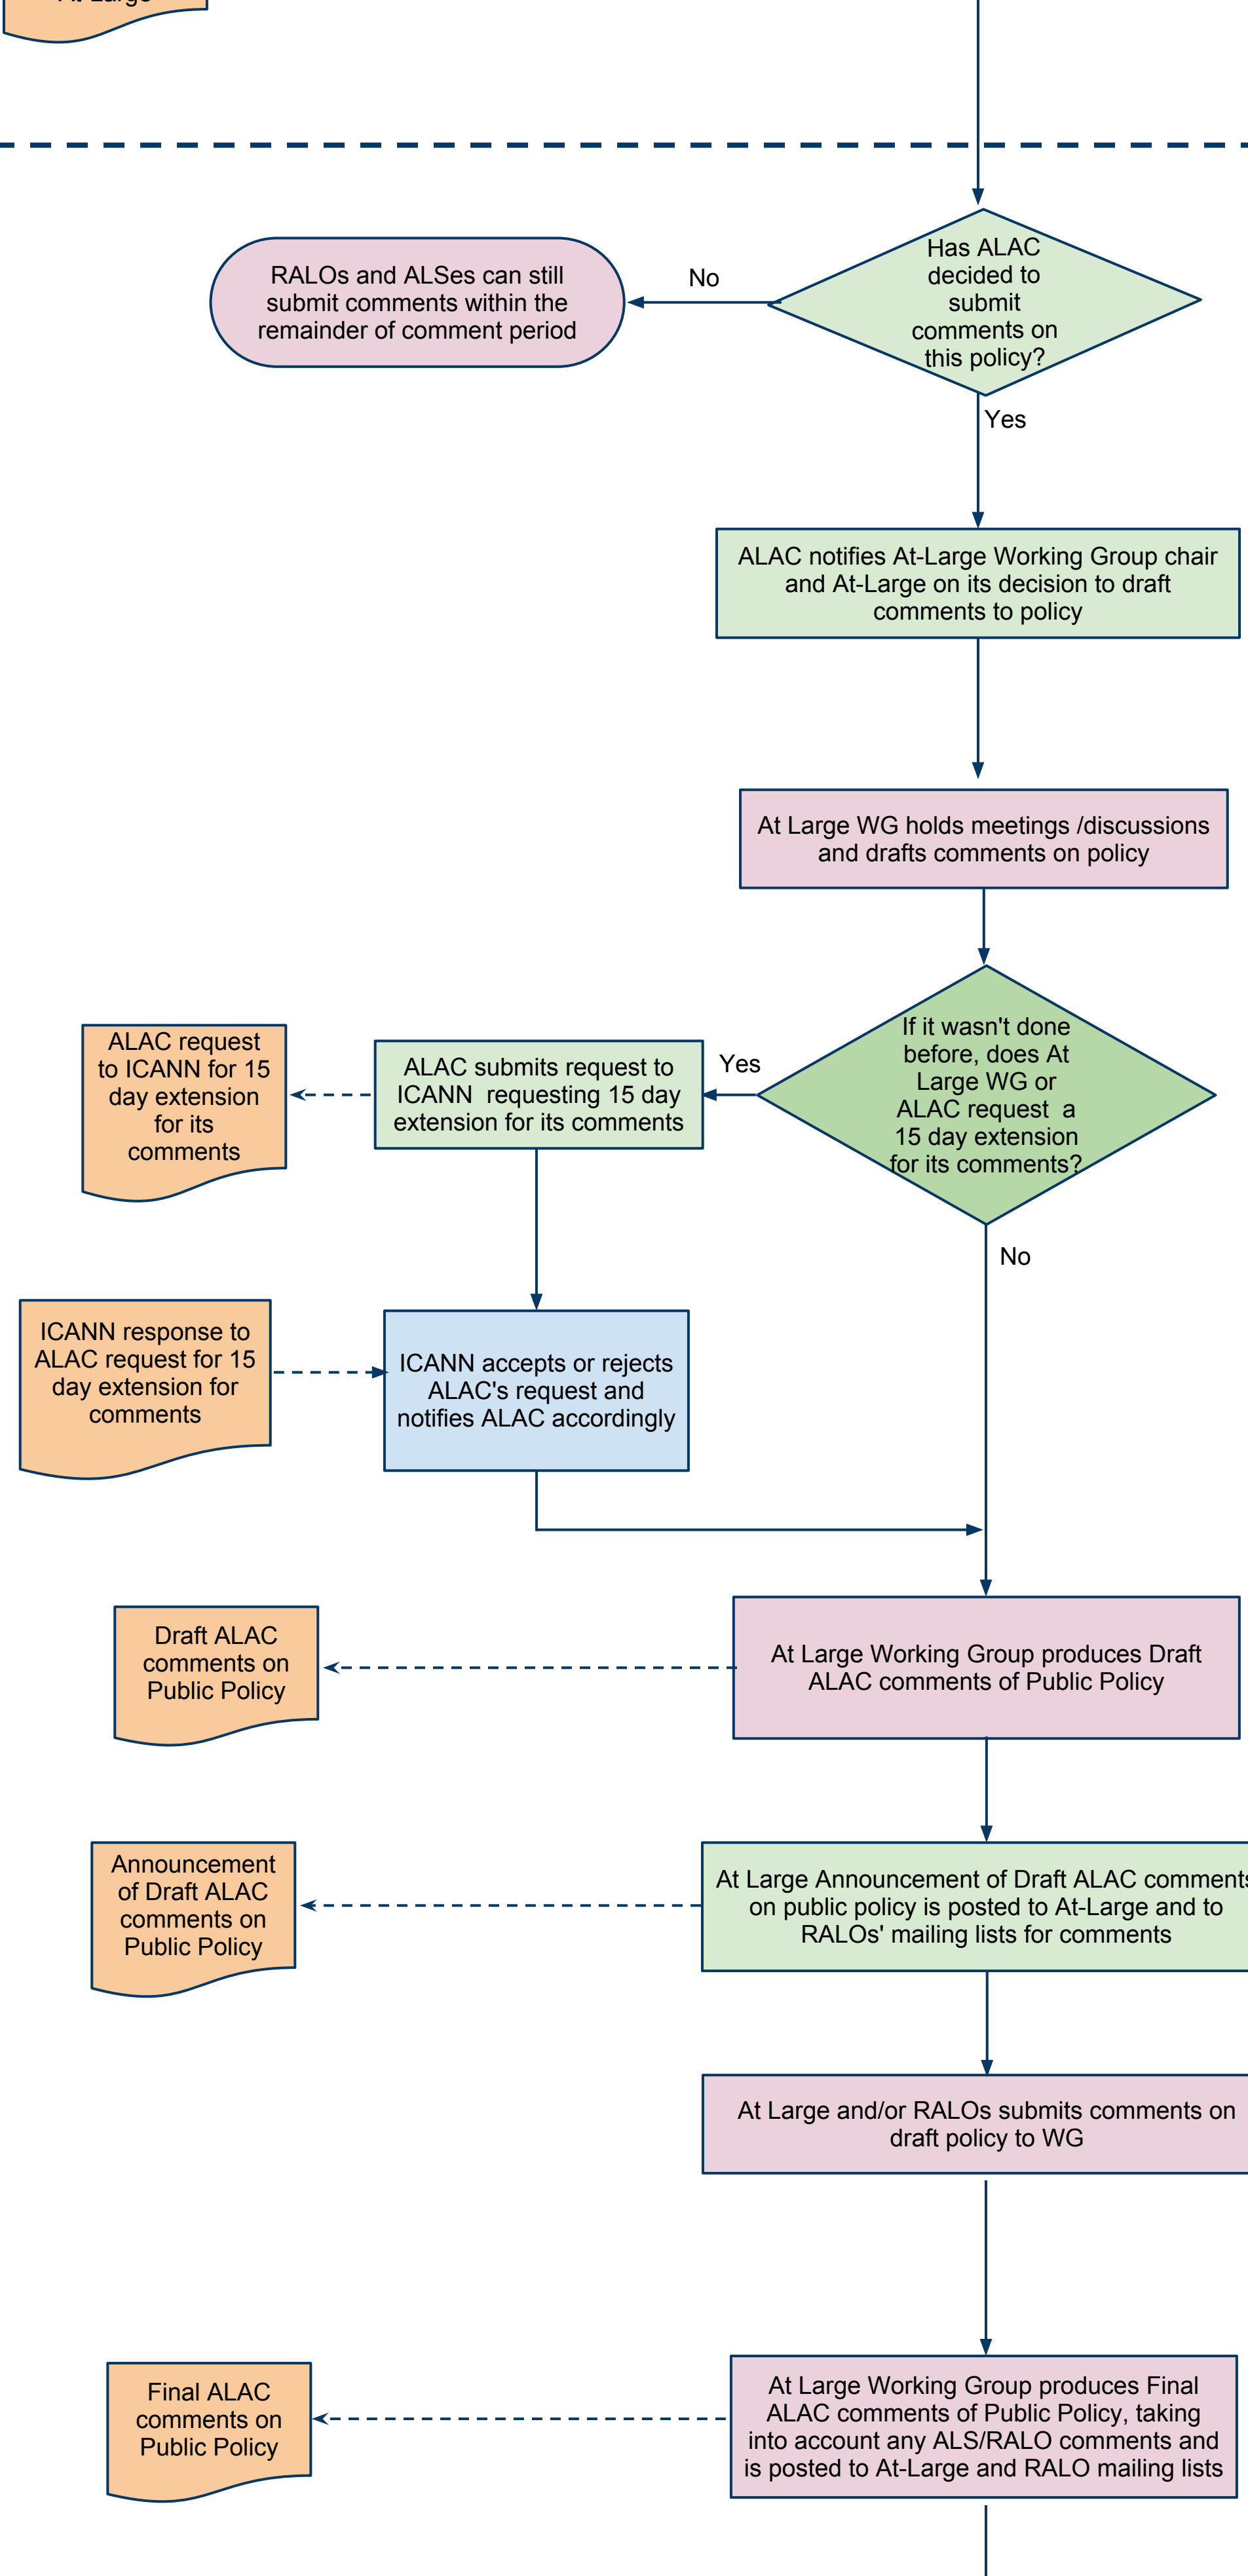 At-Large
Has ALAC
decided to
submit
comments on
this policy?
No
RALOs and ALSes can still
submit comments within the
remainder of comment period
Yes
ALAC notifies At-Large Working Group chair
and At-Large on its decision to draft
comments to policy
At Large WG holds meetings /discussions
and drafts comments on policy
If it wasn't done
before, does At
Large WG or
ALAC request a
15 day extension
for its comments?
Yes
ALAC submits request to
ICANN requesting 15 day
extension for its comments
ALAC request
to ICANN for 15
day extension
for its
comments
No
ICANN response to
ALAC request for 15
day extension for
comments
ICANN accepts or rejects
ALAC's request and
notifies ALAC accordingly
Draft ALAC
comments on
Public Policy
At Large Working Group produces Draft
ALAC comments of Public Policy
Announcement
of Draft ALAC
comments on
Public Policy
At Large Announcement of Draft ALAC comments
on public policy is posted to At-Large and to
RALOs' mailing lists for comments
At Large and/or RALOs submits comments on
draft policy to WG
Final ALAC
comments on
Public Policy
At Large Working Group produces Final
ALAC comments of Public Policy, taking
into account any ALS/RALO comments and
is posted to At-Large and RALO mailing lists